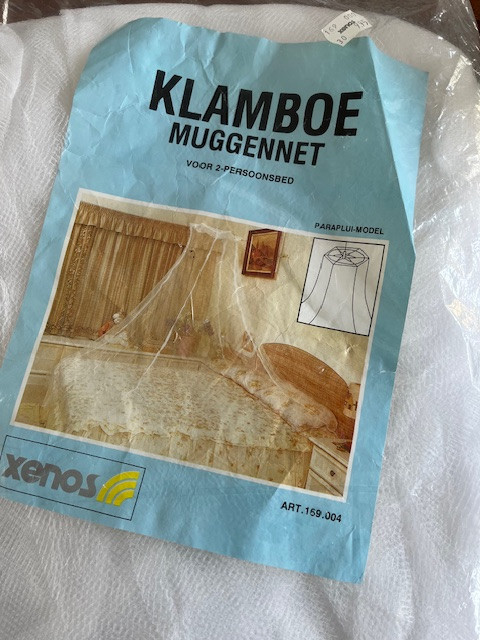 KLAMBOE
MUGGENNET
VOOR 2-PERSOONSBED
PARAPLUI-MODEL
xenos
ART.159.004